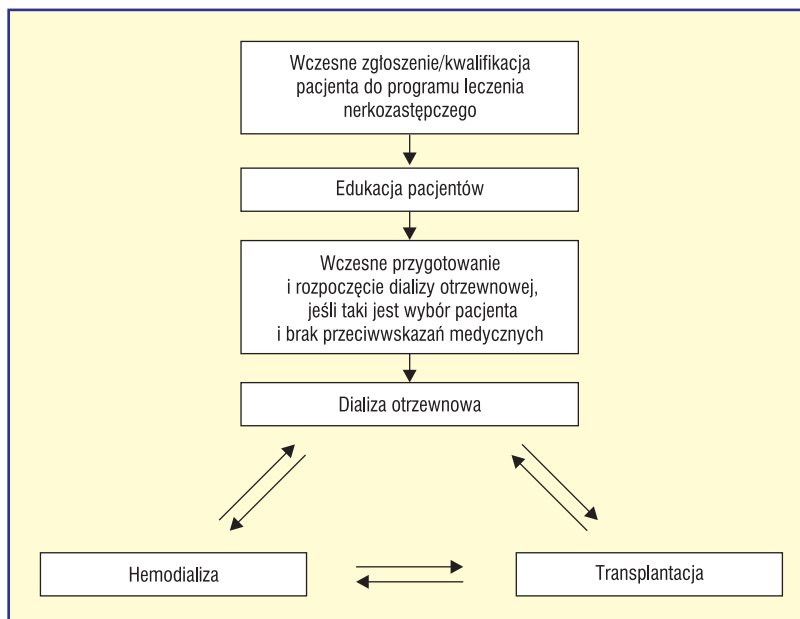 Wczesne zgłoszenie/kwalifikacja
pacjenta do programu leczenia
nerkozastępczego
Edukacja pacjentów
Wczesne przygotowanie
i rozpoczęcie dializy otrzewnowej,
jeśli taki jest wybór pacjenta
i brak przeciwwskazań medycznych
Dializa otrzewnowa
Hemodializa
Transplantacja